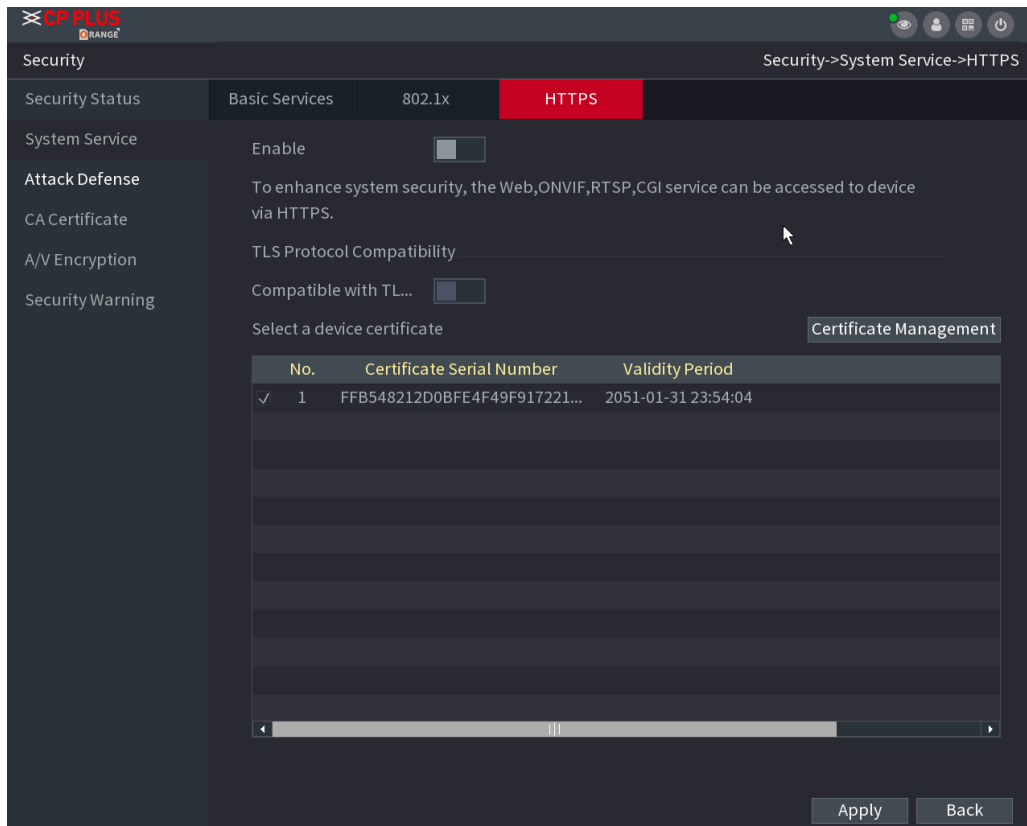 CP PLUS
ORANGE
Security
Security->System Service->HTTPS
Security Status
System Service
Attack Defense
CA Certificate
A/V Encryption
Security Warning
Basic Services
802.1x
HTTPS
Enable
To enhance system security, the Web,ONVIF,RTSP,CGI service can be accessed to device
via HTTPS.
TLS Protocol Compatibility
Compatible with TL...
Select a device certificate
Certificate Management
No. Certificate Serial Number Validity Period
1 FFB548212D0BFE4F49F917221... 2051-01-31 23:54:04
Apply
Back